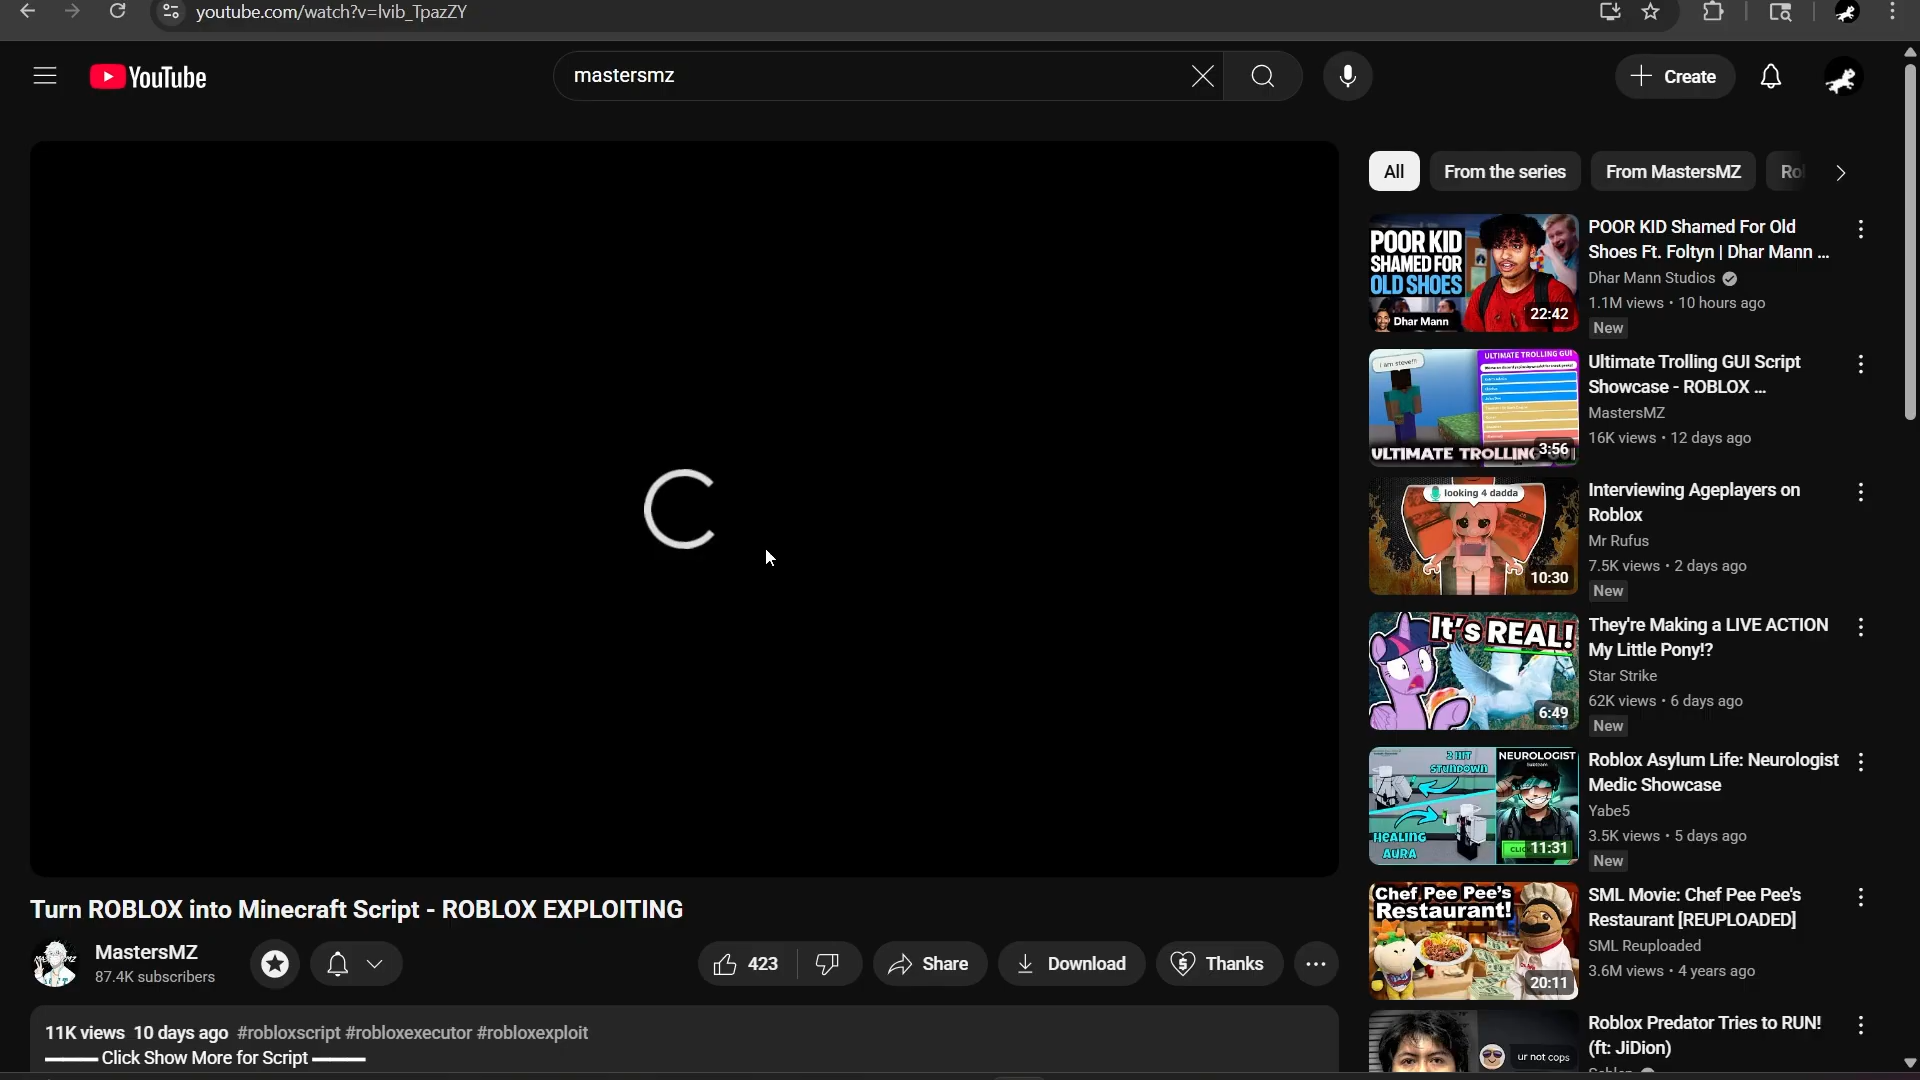 youtube.com/watch?v=lvib_TpazZY
YouTube
mastersmz
Create
All
From the series
From MastersMZ
POOR KID
SHAMED FOR
OLD SHOES
Dhar Mann
22:42
POOR KID Shamed For Old
Shoes Ft. Foltyn | Dhar Mann ...
Dhar Mann Studios
1.1M views • 10 hours ago
New
I am steve!!!
ULTIMATE TROLLING GUI
ULTIMATE TROLLING
3:56
Ultimate Trolling GUI Script
Showcase - ROBLOX ...
MastersMZ
16K views • 12 days ago
looking 4 dadda
10:30
Interviewing Ageplayers on
Roblox
Mr Rufus
7.5K views • 2 days ago
New
It's REAL!
6:49
They're Making a LIVE ACTION
My Little Pony!?
Star Strike
62K views • 6 days ago
New
2 HIT
STUNDOWN
HEALING
AURA
NEUROLOGIST
11:31
Roblox Asylum Life: Neurologist
Medic Showcase
Yabe5
3.5K views • 5 days ago
New
Chef Pee Pee's
Restaurant!
20:11
SML Movie: Chef Pee Pee's
Restaurant [REUPLOADED]
SML Reuploaded
3.6M views • 4 years ago
ur not cops
Roblox Predator Tries to RUN!
(ft: JiDion)
Turn ROBLOX into Minecraft Script - ROBLOX EXPLOITING
MastersMZ
87.4K subscribers
423
Share
Download
Thanks
11K views 10 days ago #robloxscript #robloxexecutor #robloxexploit
Click Show More for Script